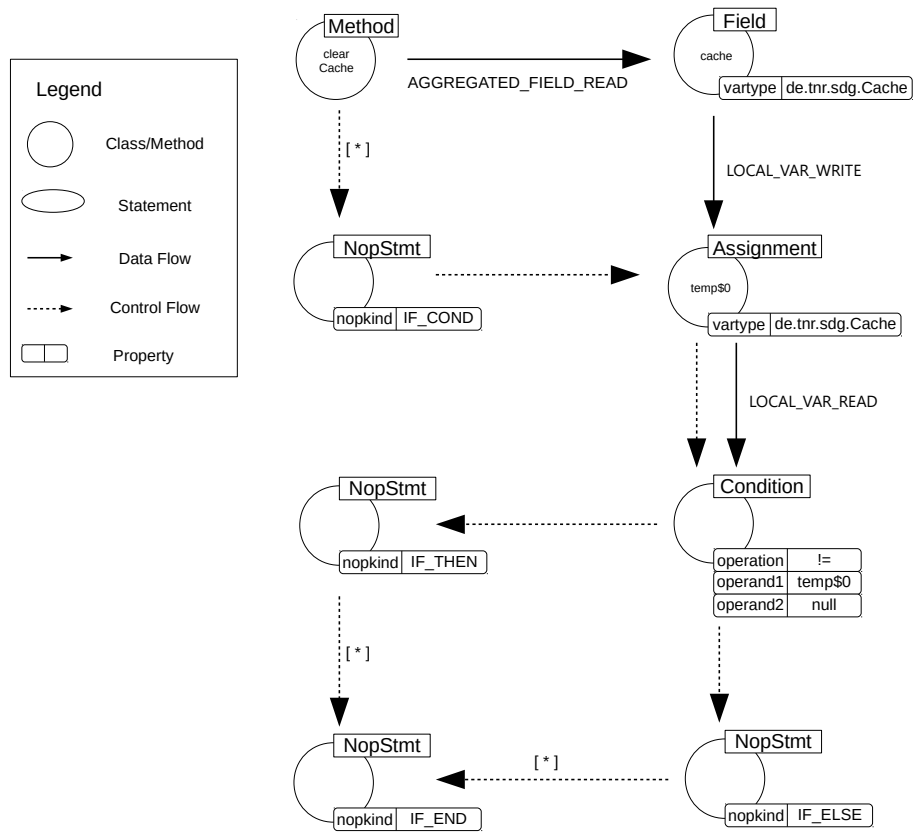 Method
clear
Cache
AGGREGATED_FIELD_READ
Field
cache
vartype de.tnr.sdg.Cache
Legend
Class/Method
Statement
Data Flow
Control Flow
Property
[ * ]
LOCAL_VAR_WRITE
NopStmt
nopkind IF_COND
Assignment
temp$0
vartype de.tnr.sdg.Cache
LOCAL_VAR_READ
NopStmt
nopkind IF_THEN
Condition
operation !=
operand1 temp$0
operand2 null
[ * ]
NopStmt
nopkind IF_END
[ * ]
NopStmt
nopkind IF_ELSE